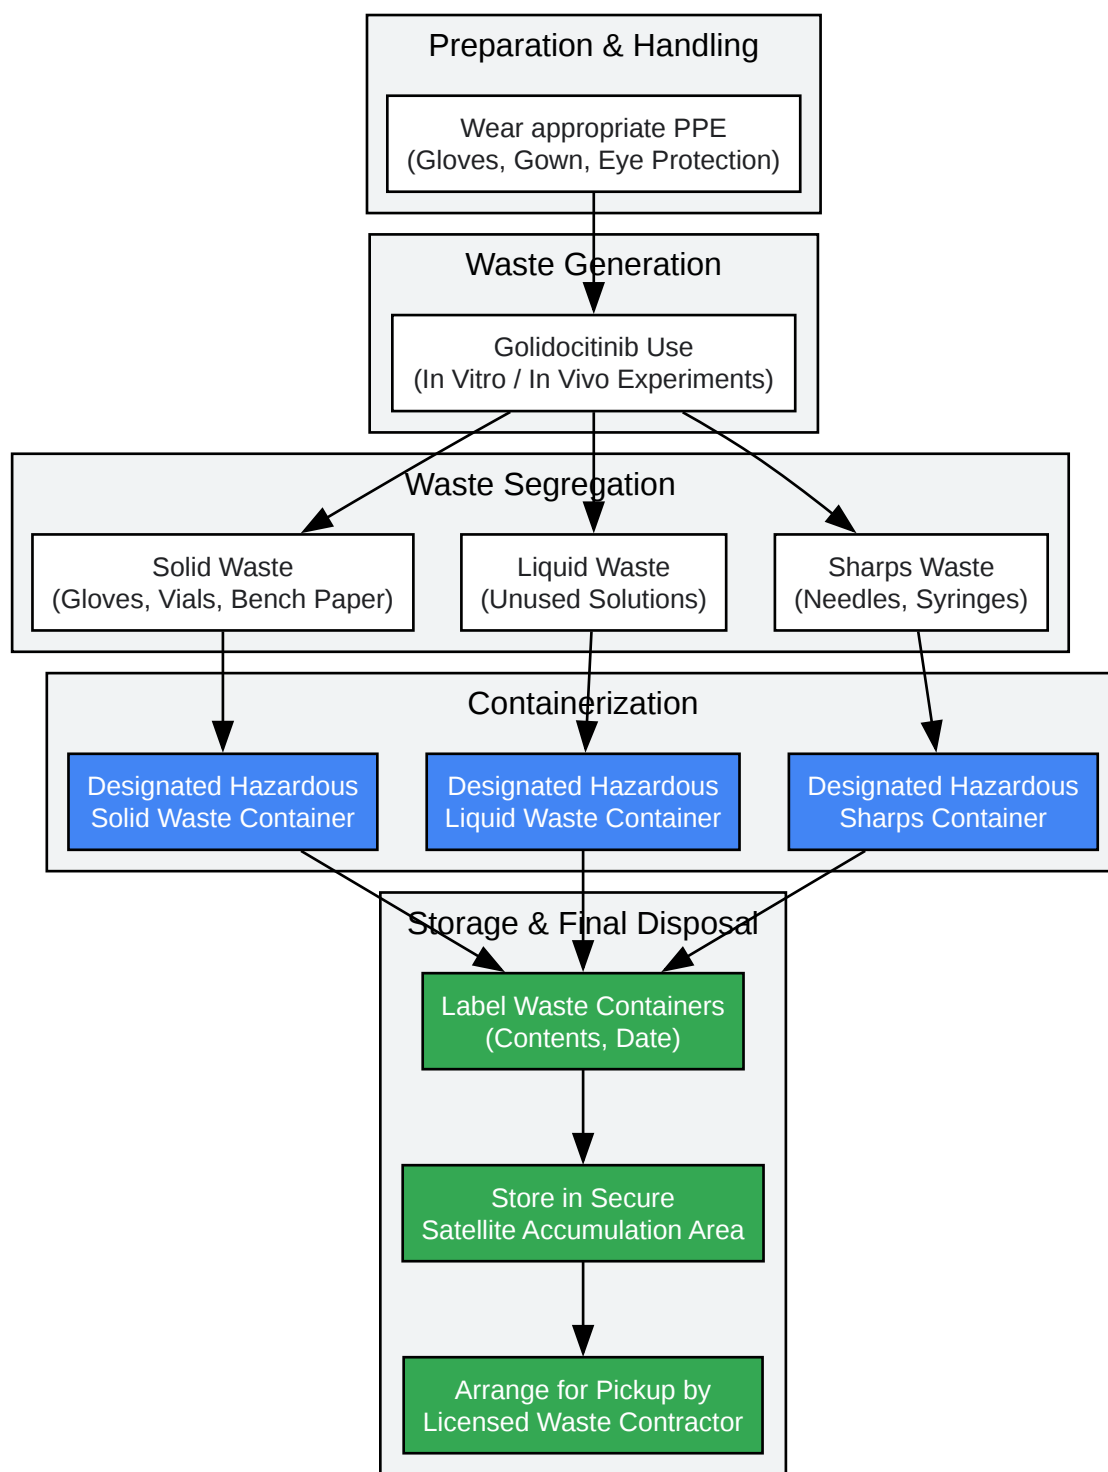 Preparation & Handling
Wear appropriate PPE
(Gloves, Gown, Eye Protection)
Waste Generation
Golidocitinib Use
(In Vitro / In Vivo Experiments)
Waste Segregation
Solid Waste
(Gloves, Vials, Bench Paper)
Liquid Waste
(Unused Solutions)
Sharps Waste
(Needles, Syringes)
Containerization
Designated Hazardous
Solid Waste Container
Designated Hazardous
Liquid Waste Container
Designated Hazardous
Sharps Container
Storage & Final Disposal
Label Waste Containers
(Contents, Date)
Store in Secure
Satellite Accumulation Area
Arrange for Pickup by
Licensed Waste Contractor